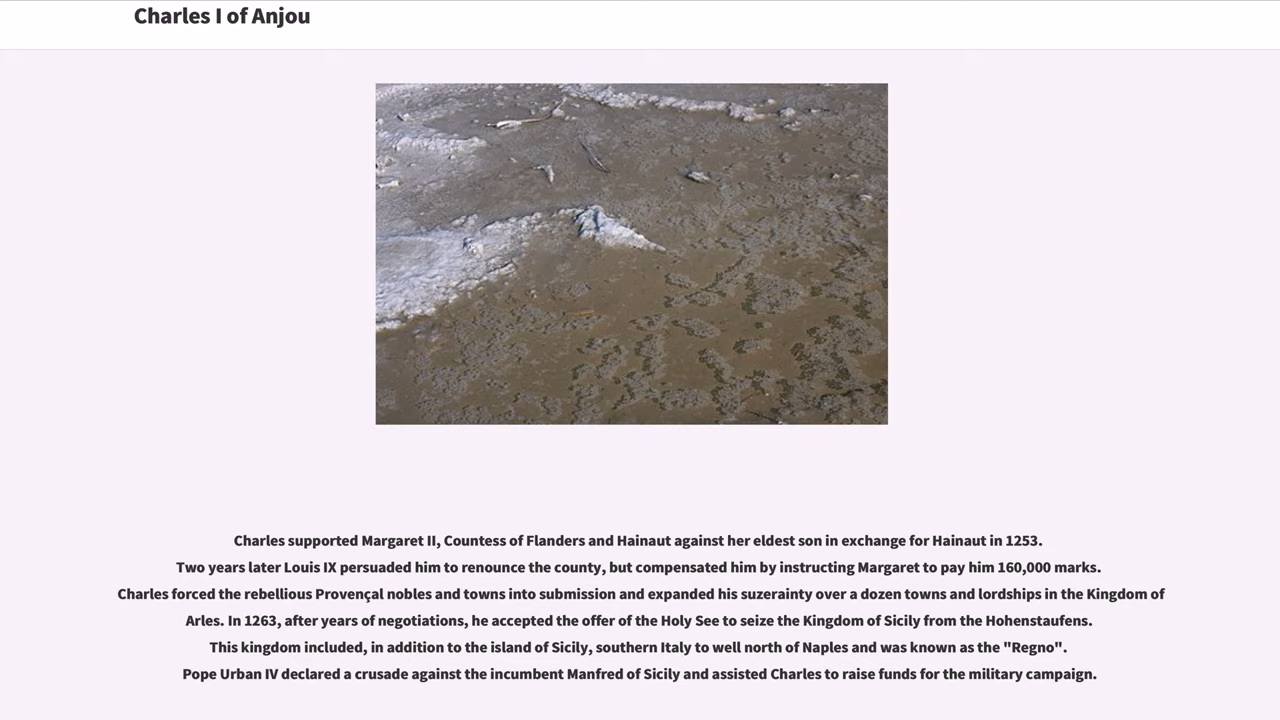 Charles I of Anjou
Charles supported Margaret II, Countess of Flanders and Hainaut against her eldest son in exchange for Hainaut in 1253.
Two years later Louis IX persuaded him to renounce the county, but compensated him by instructing Margaret to pay him 160,000 marks.
Charles forced the rebellious Provençal nobles and towns into submission and expanded his suzerainty over a dozen towns and lordships in the Kingdom of
Arles. In 1263, after years of negotiations, he accepted the offer of the Holy See to seize the Kingdom of Sicily from the Hohenstaufens.
This kingdom included, in addition to the island of Sicily, southern Italy to well north of Naples and was known as the "Regno".
Pope Urban IV declared a crusade against the incumbent Manfred of Sicily and assisted Charles to raise funds for the military campaign.